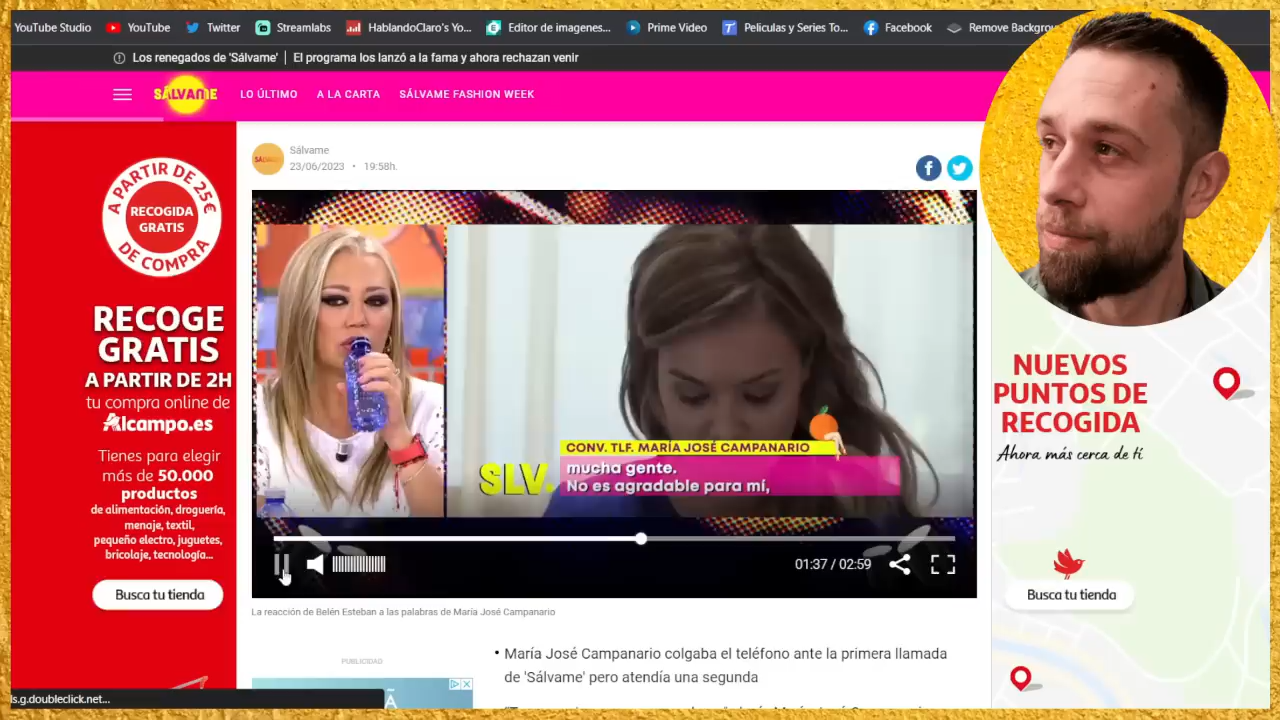 YouTube Studio
YouTube
Twitter
Streamlabs
HablandoClaro's Yo...
Editor de imagenes...
Prime Video
Peliculas y Series To...
Facebook
Remove Backgrou
Los renegados de 'Sálvame' | El programa los lanzó a la fama y ahora rechazan venir
SÁLVAME
LO ÚLTIMO
A LA CARTA
SÁLVAME FASHION WEEK
Sálvame
23/06/2023 • 19:58h.
A PARTIR DE 25€
RECOGIDA
GRATIS
DE COMPRA
RECOGE
GRATIS
A PARTIR DE 2H
tu compra online de
Alcampo.es
Tienes para elegir
más de 50.000
productos
de alimentación, droguería,
menaje, textil,
pequeño electro, juguetes,
bricolaje, tecnología...
Busca tu tienda
CONV. TLF. MARÍA JOSÉ CAMPANARIO
SLV.
mucha gente.
No es agradable para mí,
01:37 / 02:59
La reacción de Belén Esteban a las palabras de María José Campanario
NUEVOS
PUNTOS DE
RECOGIDA
Ahora más cerca de ti
Busca tu tienda
PUBLICIDAD
• María José Campanario colgaba el teléfono ante la primera llamada
de 'Sálvame' pero atendía una segunda
ls.g.doubleclick.net...